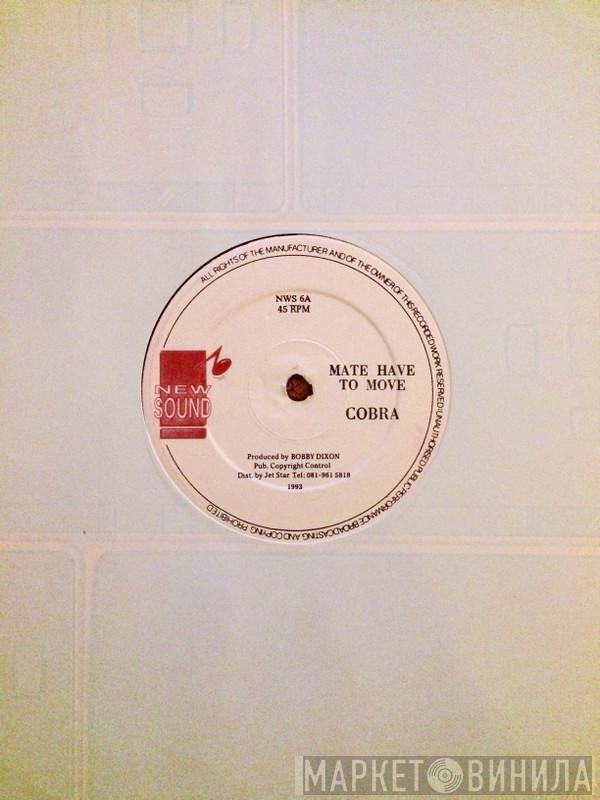 ALL RIGHTS OF THE MANUFACTURER AND OF THE OWNER OF THIS RECORDED WORK RESERVED. UNAUTHORISED PUBLIC PERFORMANCE BROADCASTING AND COPYING PROHIBITED
NWS 6A
45 RPM
NEW
SOUND
MATE HAVE
TO MOVE
COBRA
Produced by BOBBY DIXON
Pub. Copyright Control
Dist. by Jet Star Tel: 081-961 5818
1993
МАРКЕТ ВИНИЛА